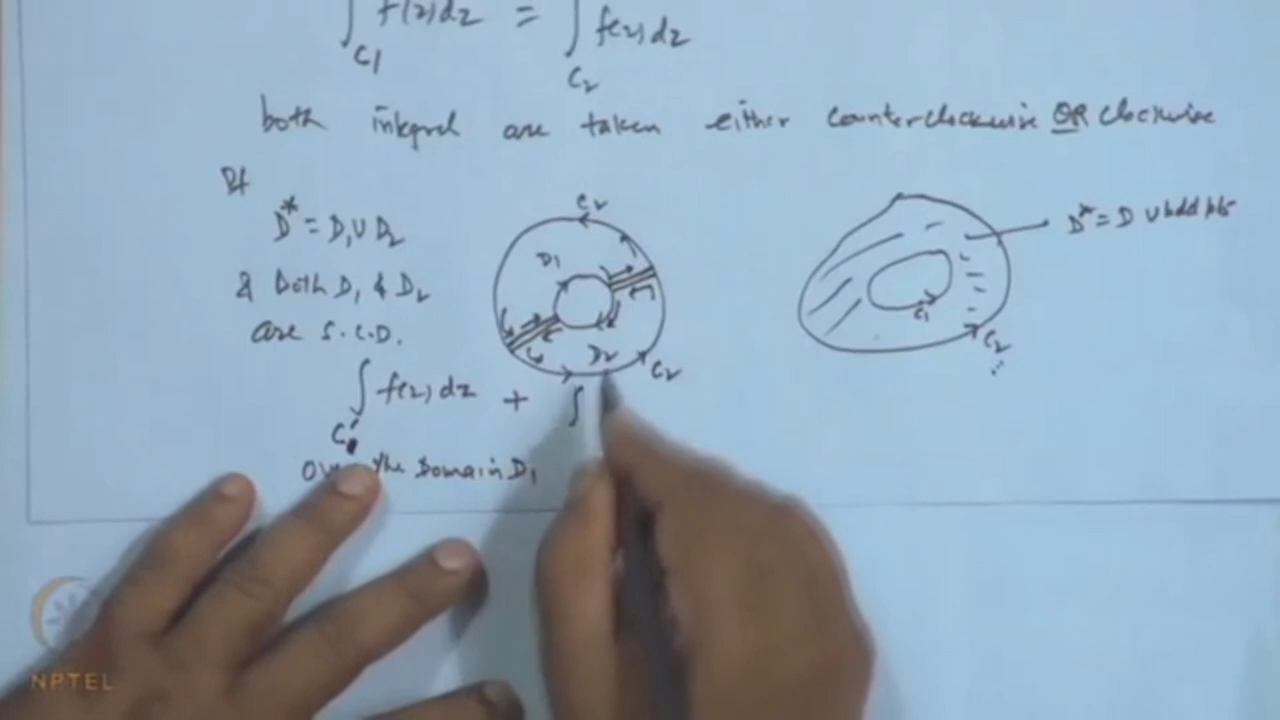 ∫ f(z) dz = ∫ f(z) dz
C1 C2
both integral are taken either counterclockwise OR clockwise
Pf
D* = D1 ∪ D2
& both D1 & D2
are S.C.D.
C2
D1
D2
C2
D* = D ∪ bdd pts
C1
C2
∫ f(z) dz + ∫
C'
the Domain D1
NPTEL